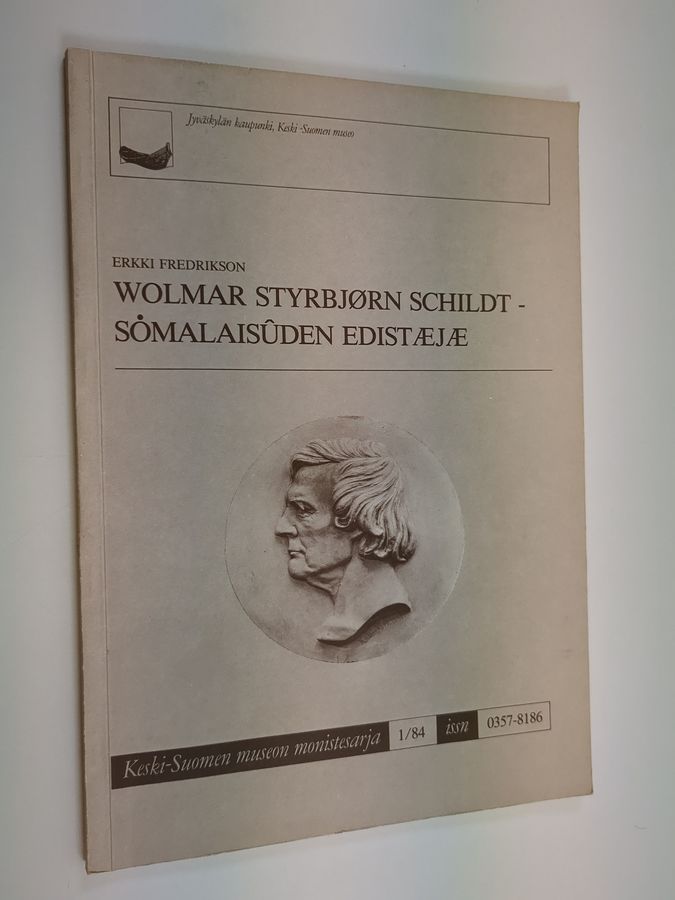 Jyväskylän kaupunki, Keski-Suomen museo
ERKKI FREDRIKSON
WOLMAR STYRBJØRN SCHILDT -
SȮMALAISÛDEN EDISTÆJÆ
Keski-Suomen museon monistesarja 1/84 issn 0357-8186